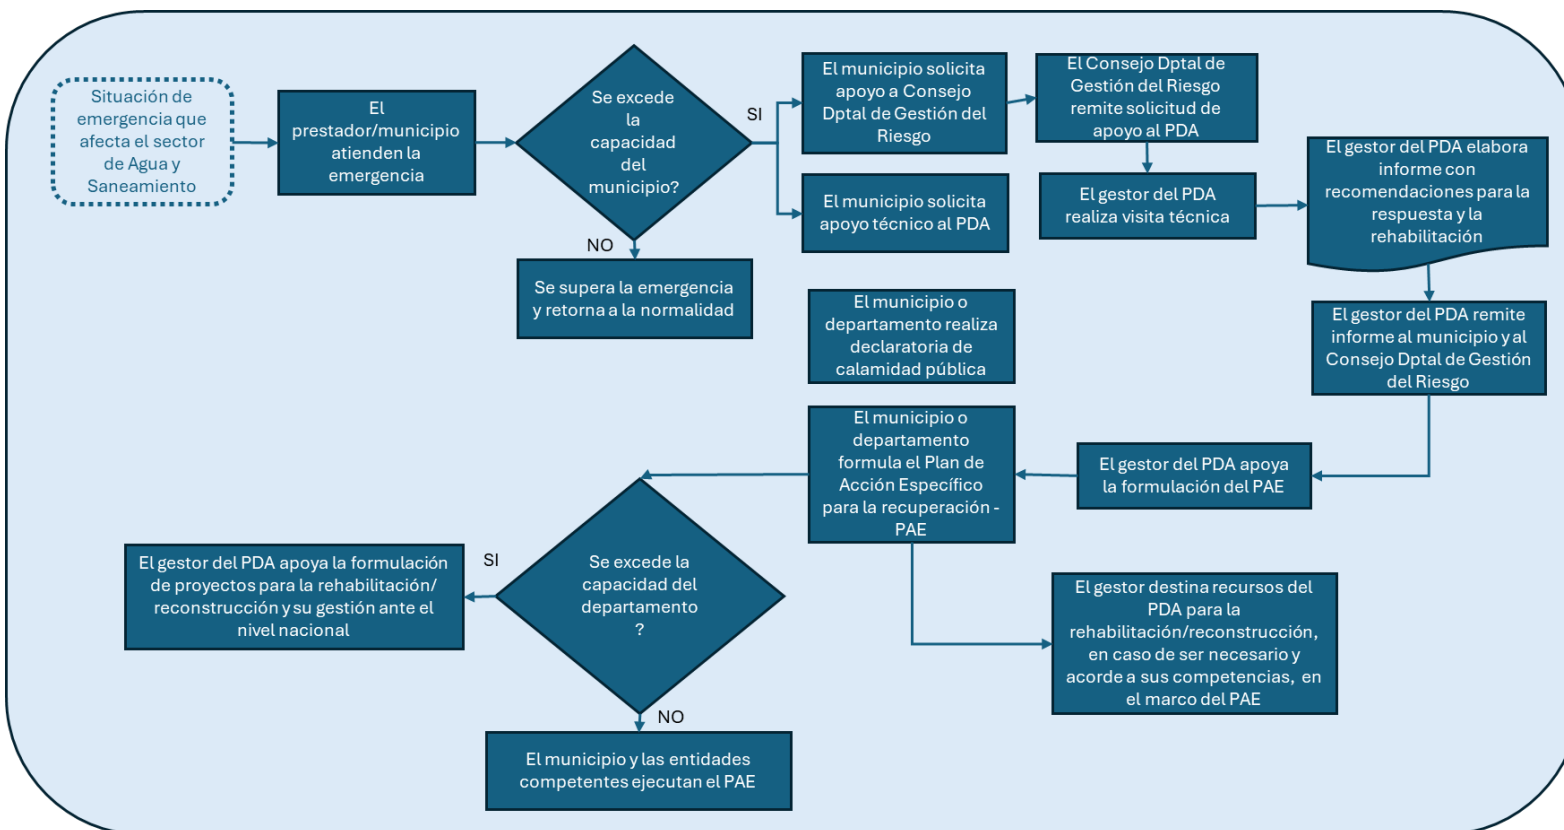 Situación de
emergencia que
afecta el sector
de Agua y
Saneamiento
El
prestador/municipio
atienden la
emergencia
Se excede
la
capacidad
del
municipio?
SI
NO
Se supera la emergencia
y retorna a la normalidad
El municipio solicita
apoyo a Consejo
Dptal de Gestión del
Riesgo
El municipio solicita
apoyo técnico al PDA
El Consejo Dptal de
Gestión del Riesgo
remite solicitud de
apoyo al PDA
El gestor del PDA
realiza visita técnica
El gestor del PDA elabora
informe con
recomendaciones para la
respuesta y la
rehabilitación
El gestor del PDA remite
informe al municipio y al
Consejo Dptal de Gestión
del Riesgo
El municipio o
departamento realiza
declaratoria de
calamidad pública
El gestor del PDA apoya
la formulación del PAE
El municipio o
departamento
formula el Plan de
Acción Específico
para la recuperación -
PAE
El gestor destina recursos del
PDA para la
rehabilitación/reconstrucción,
en caso de ser necesario y
acorde a sus competencias, en
el marco del PAE
Se excede la
capacidad del
departamento
?
SI
El gestor del PDA apoya la formulación
de proyectos para la rehabilitación/
reconstrucción y su gestión ante el
nivel nacional
NO
El municipio y las entidades
competentes ejecutan el PAE